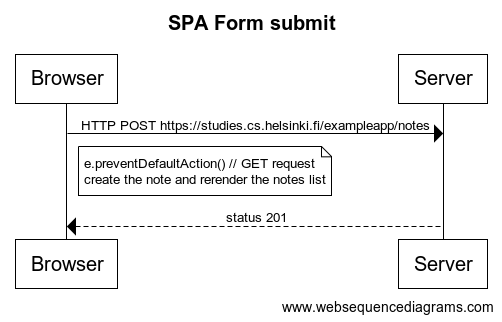 SPA Form submit
Browser
Server
HTTP POST https://studies.cs.helsinki.fi/exampleapp/notes
e.preventDefaultAction() // GET request
create the note and rerender the notes list
status 201
Browser
Server
www.websequencediagrams.com